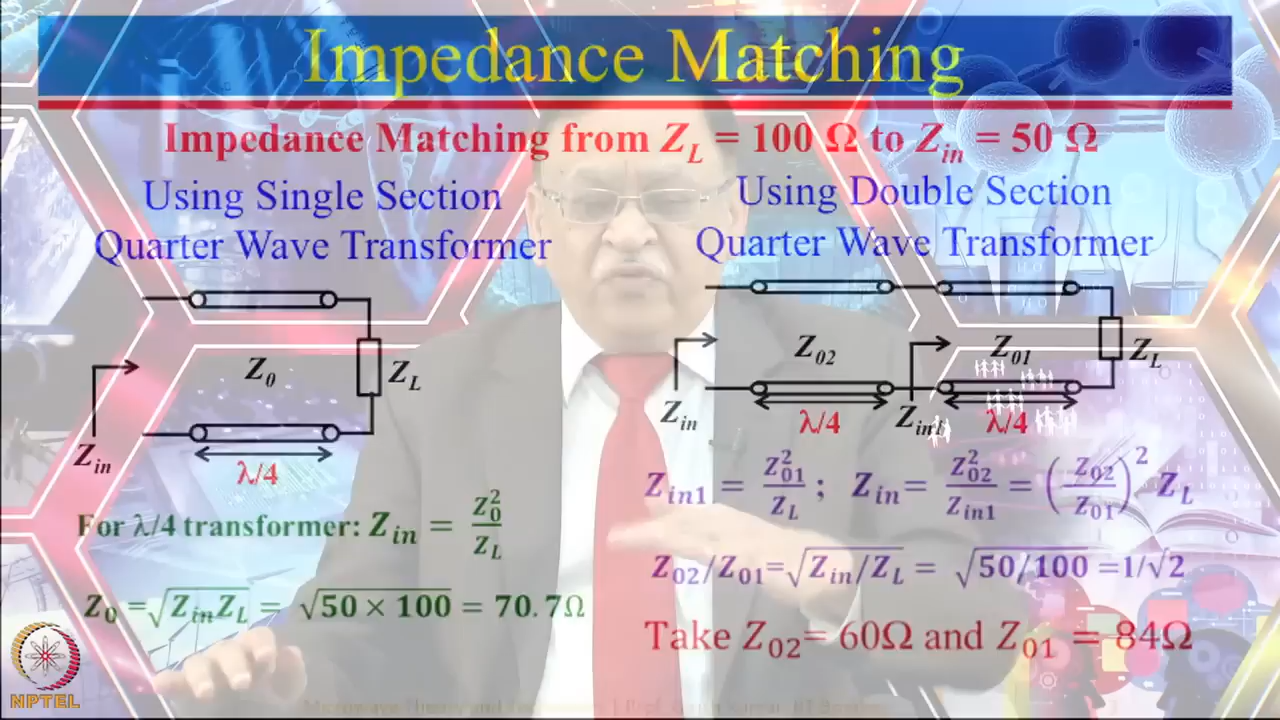 Impedance Matching
Impedance Matching from Z_L = 100 Ω to Z_in = 50 Ω
Using Single Section
Quarter Wave Transformer
Z_0
Z_L
Z_in
λ/4
For λ/4 transformer: Z_in = Z_0^2 / Z_L
Z_0 = √(Z_in Z_L) = √(50 × 100) = 70.7Ω
Using Double Section
Quarter Wave Transformer
Z_02
Z_01
Z_L
Z_in
λ/4
Z_in1
λ/4
Z_in1 = Z_01^2 / Z_L ; Z_in = Z_02^2 / Z_in1 = (Z_02 / Z_01)^2 Z_L
Z_02/Z_01=√(Z_in/Z_L) = √(50/100) =1/√2
Take Z_02= 60Ω and Z_01 = 84Ω
NPTEL